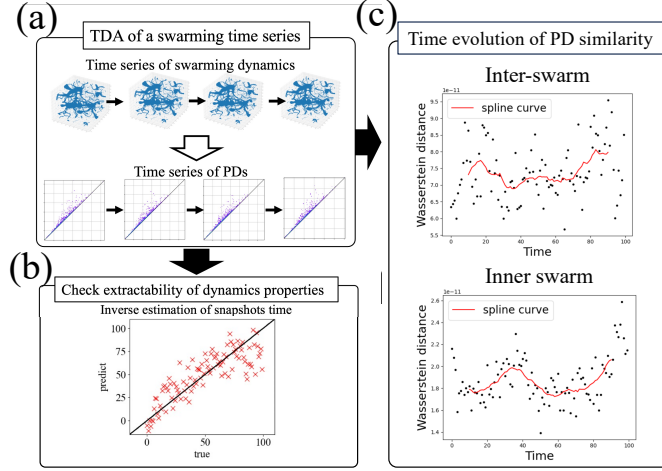 (a)
TDA of a swarming time series
Time series of swarming dynamics
Time series of PDs
(b)
Check extractability of dynamics properties
Inverse estimation of snapshots time
100
75
50
25
0
predict
0
50
100
true
(c)
Time evolution of PD similarity
Inter-swarm
1e-11
9.5
9.0
8.5
8.0
7.5
7.0
6.5
6.0
5.5
Wasserstein distance
spline curve
0
20
40
60
80
100
Time
Inner swarm
1e-11
2.6
2.4
2.2
2.0
1.8
1.6
1.4
Wasserstein distance
spline curve
0
20
40
60
80
100
Time